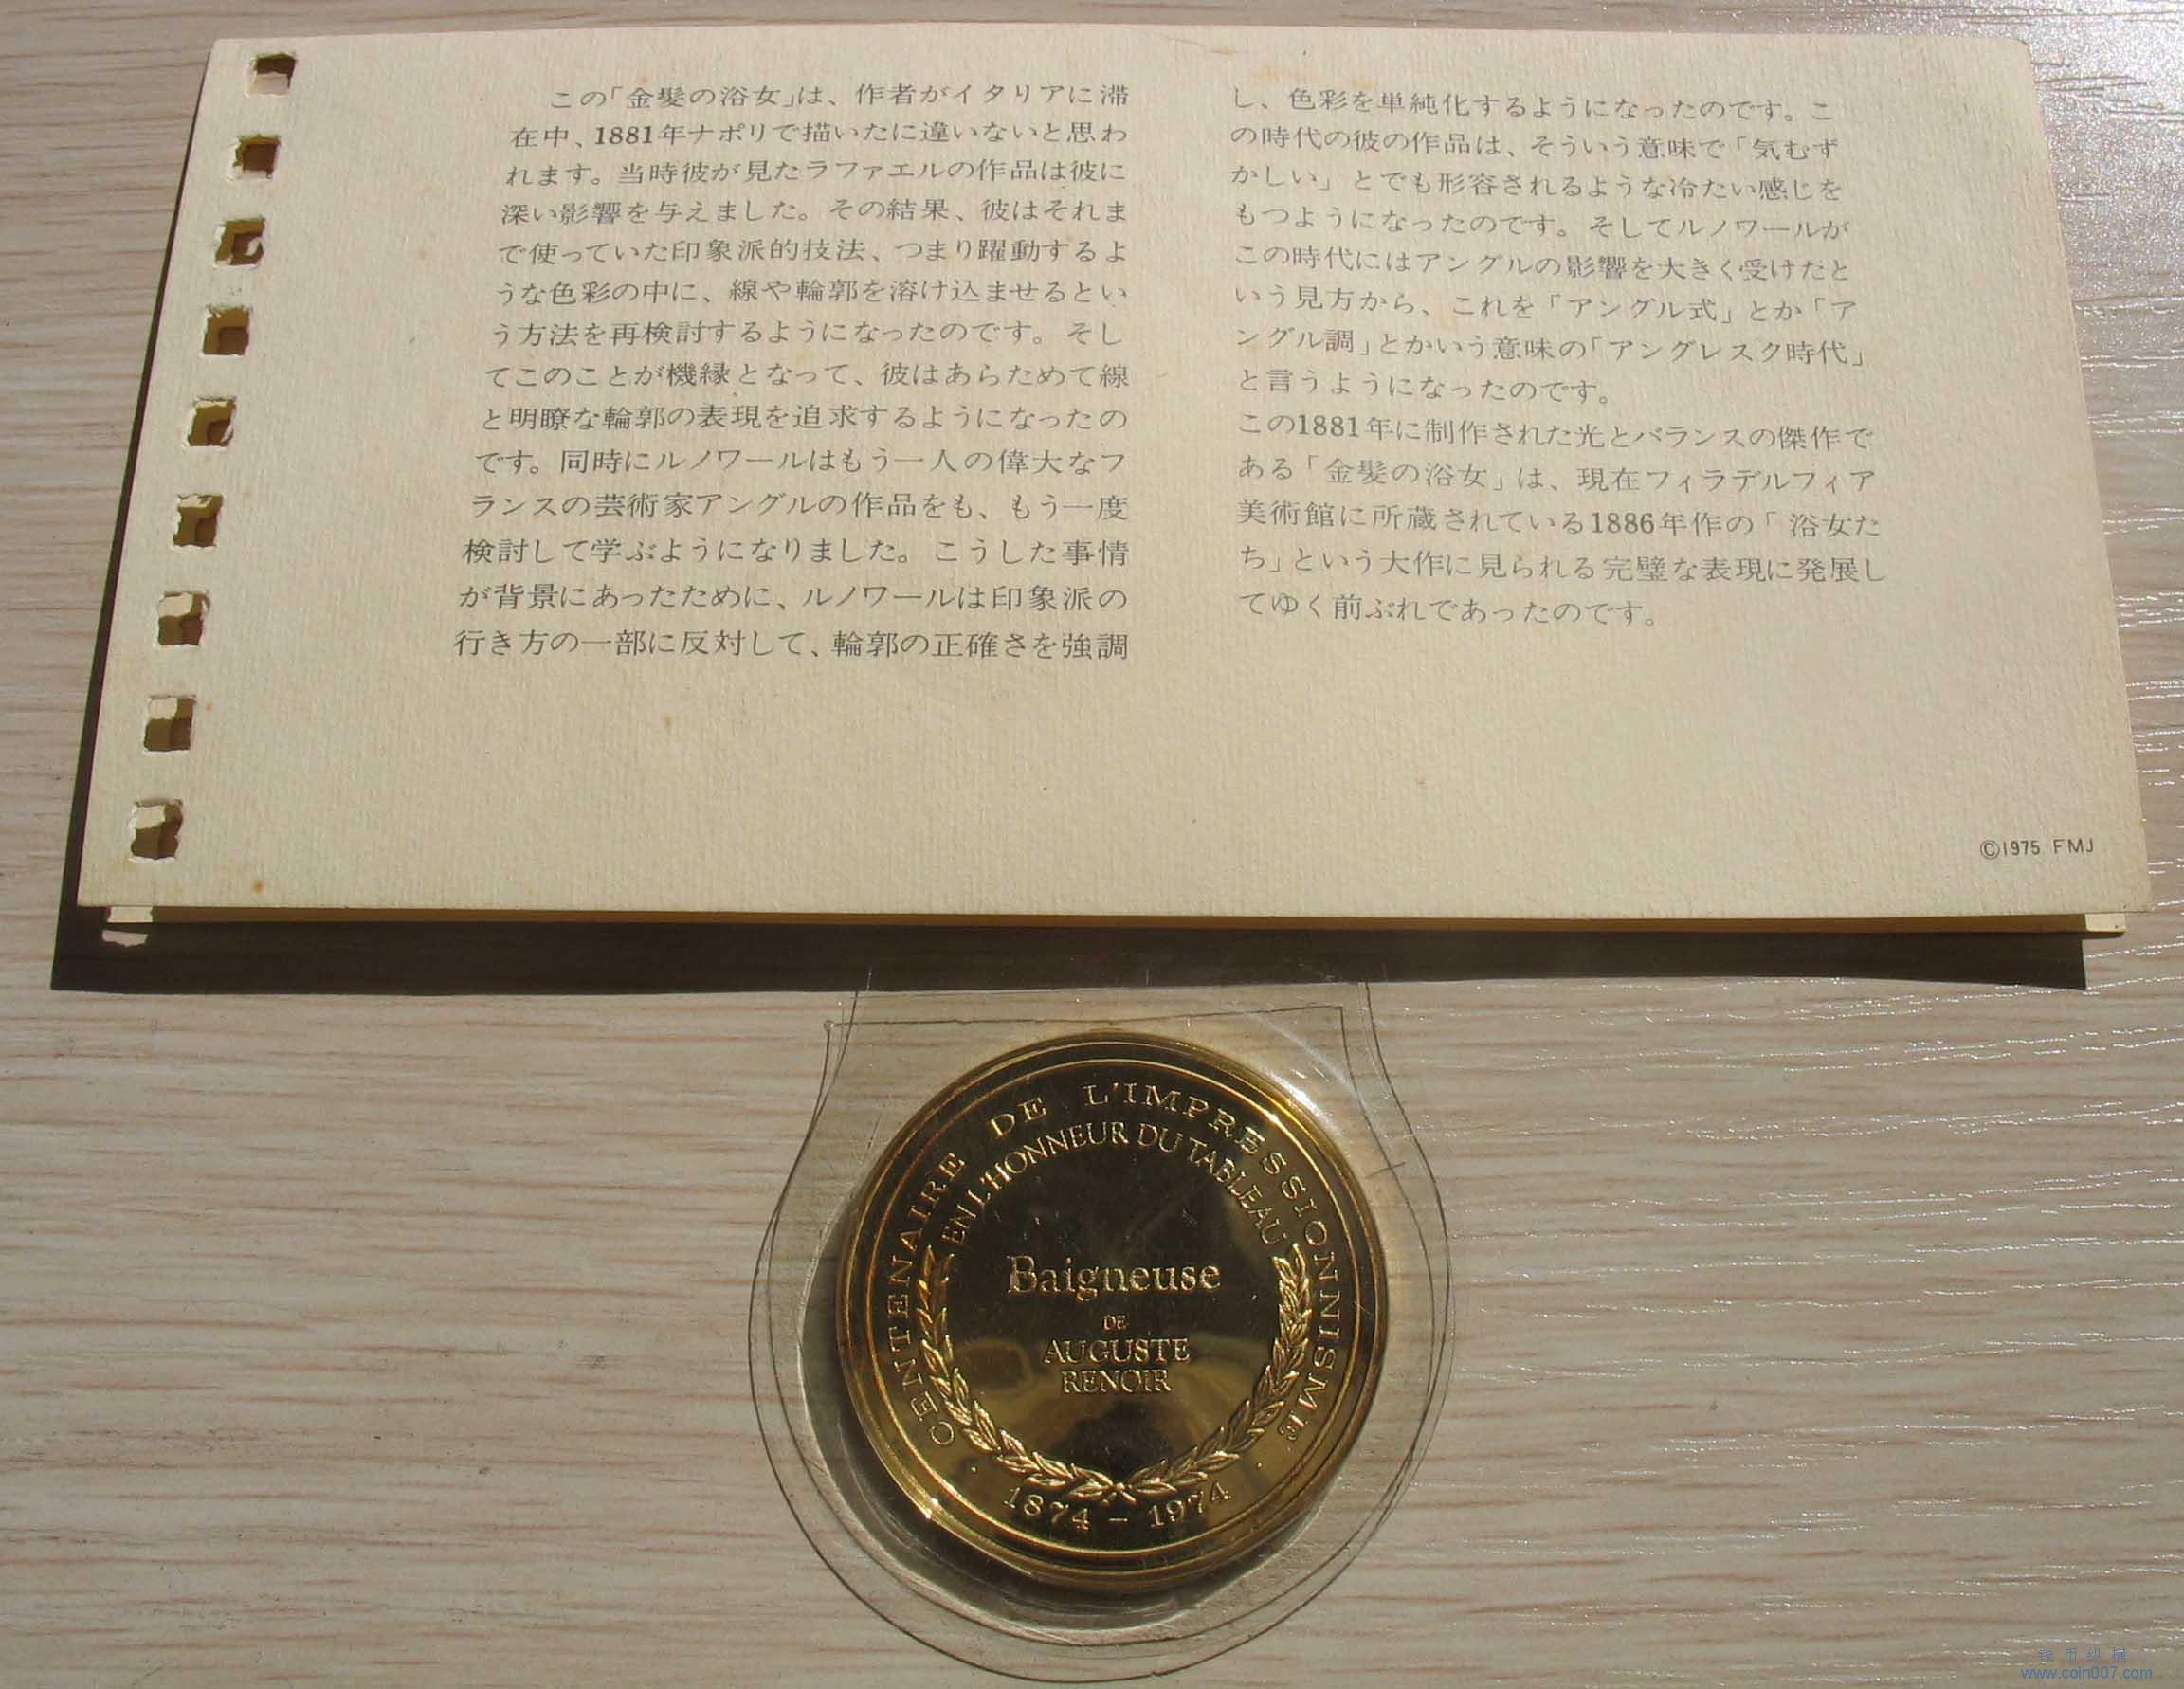 この「金髪の浴女」は、作者がイタリアに滞
在中、1881年ナポリで描いたに違いないと思わ
れます。当時彼が見たラファエルの作品は彼に
深い影響を与えました。その結果、彼はそれま
で使っていた印象派的技法、つまり躍動するよ
うな色彩の中に、線や輪郭を溶け込ませるとい
う方法を再検討するようになったのです。そし
てこのことが機縁となって、彼はあらためて線
と明瞭な輪郭の表現を追求するようになったの
です。同時にルノワールはもう一人の偉大なフ
ランスの芸術家アングルの作品をも、もう一度
検討して学ぶようになりました。こうした事情
が背景にあったために、ルノワールは印象派の
行き方の一部に反対して、輪郭の正確さを強調
し、色彩を単純化するようになったのです。こ
の時代の彼の作品は、そういう意味で「気むず
かしい」とでも形容されるような冷たい感じを
もつようになったのです。そしてルノワールが
この時代にはアングルの影響を大きく受けたと
いう見方から、これを「アングル式」とか「ア
ングル調」とかいう意味の「アングレスク時代」
と言うようになったのです。
この1881年に制作された光とバランスの傑作で
ある「金髪の浴女」は、現在フィラデルフィア
美術館に所蔵されている1886年作の「浴女た
ち」という大作に見られる完璧な表現に発展し
てゆく前ぶれであったのです。
©1975 FMJ
CENTENAIRE DE L'IMPRESSIONNISME
EN L'HONNEUR DU TABLEAU
Baigneuse
DE
AUGUSTE
RENOIR
1874 - 1974
www.coin007.com